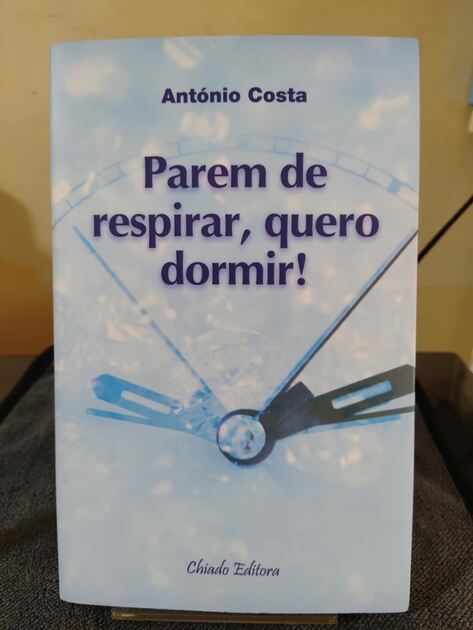 António Costa
Parem de
respirar, quero
dormir!
Chiado Editora